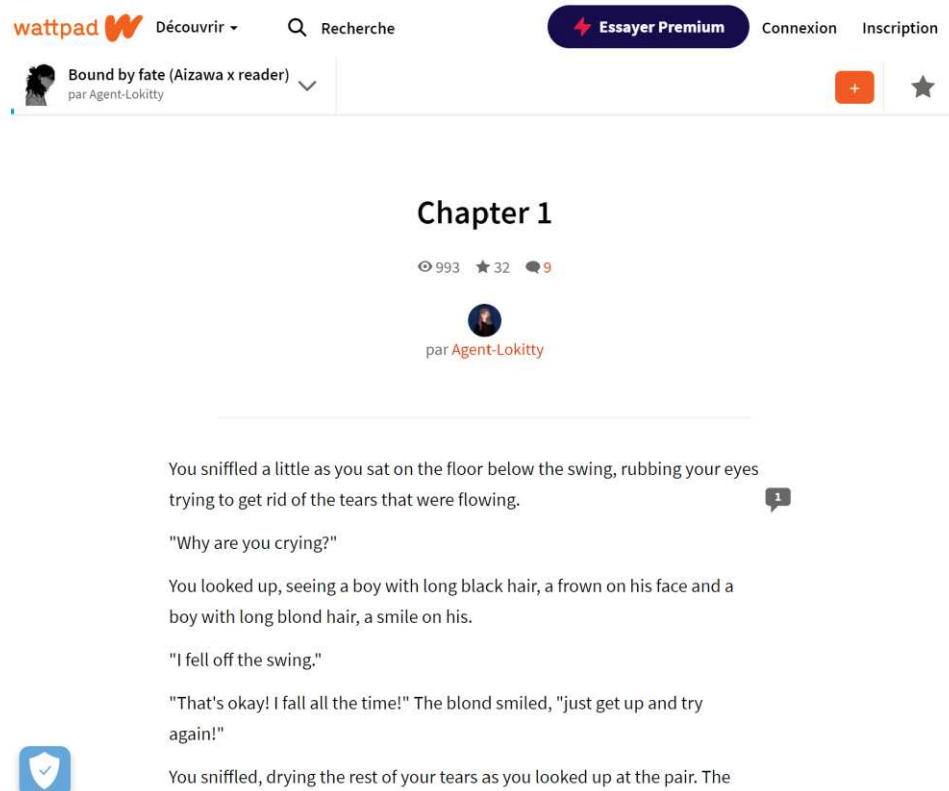 wattpad Découvrir Recherche Essayer Premium Connexion Inscription
Bound by fate (Aizawa x reader)
par Agent-Lokitty
+
Chapter 1
993 32 9
par Agent-Lokitty
You sniffled a little as you sat on the floor below the swing, rubbing your eyes
trying to get rid of the tears that were flowing.
1
"Why are you crying?"
You looked up, seeing a boy with long black hair, a frown on his face and a
boy with long blond hair, a smile on his.
"I fell off the swing."
"That's okay! I fall all the time!" The blond smiled, "just get up and try
again!"
You sniffled, drying the rest of your tears as you looked up at the pair. The